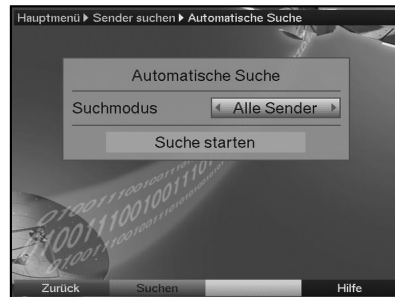 Hauptmenü ▶ Sender suchen ▶ Automatische Suche
Automatische Suche
Suchmodus ◀ Alle Sender ▶
Suche starten
Zurück Suchen Hilfe